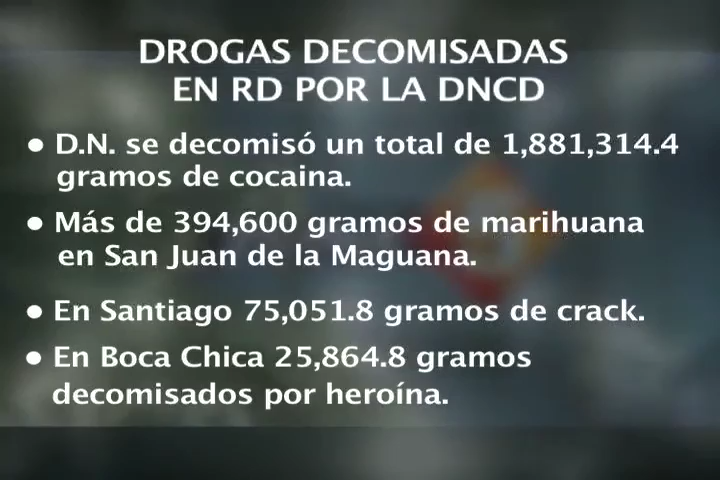 DROGAS DECOMISADAS
EN RD POR LA DNCD
• D.N. se decomisó un total de 1,881,314.4
gramos de cocaina.
• Más de 394,600 gramos de marihuana
en San Juan de la Maguana.
• En Santiago 75,051.8 gramos de crack.
• En Boca Chica 25,864.8 gramos
decomisados por heroína.